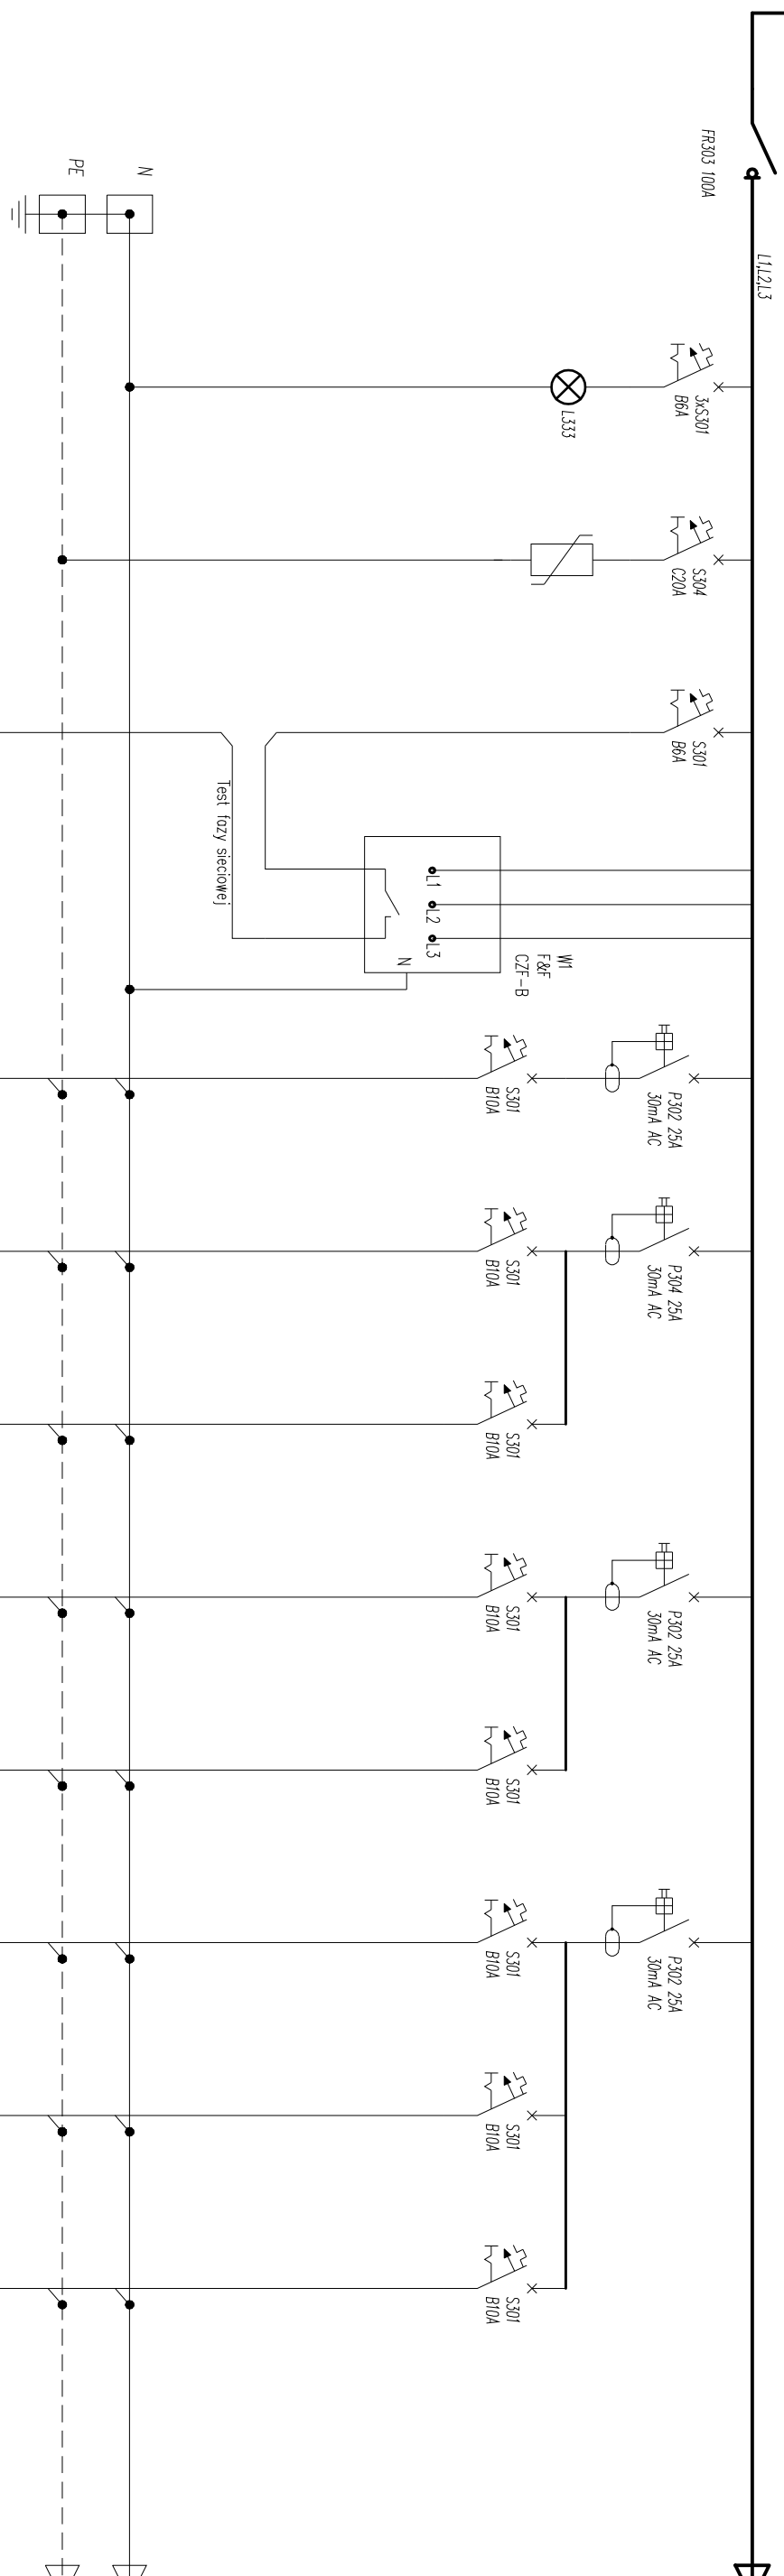 FR303 100A
L1,L2,L3
N
PE
3xS301
B6A
L333
S304
C20A
S301
B6A
Test fazy sieciowej
L1
L2
L3
N
W1
F&F
CZF-B
P302 25A
30mA AC
S301
B10A
P304 25A
30mA AC
S301
B10A
S301
B10A
P302 25A
30mA AC
S301
B10A
S301
B10A
P302 25A
30mA AC
S301
B10A
S301
B10A
S301
B10A